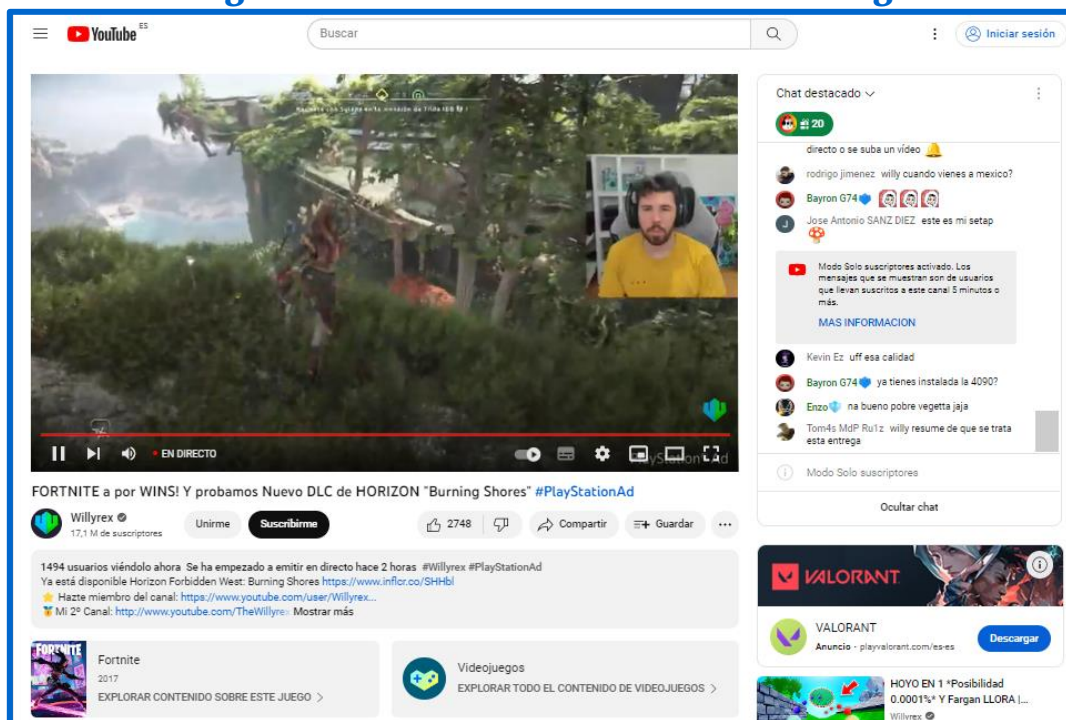 YouTube ES
Buscar
Iniciar sesión
EN DIRECTO
PlayStation Ad
FORTNITE a por WINS! Y probamos Nuevo DLC de HORIZON "Burning Shores" #PlayStationAd
Willyrex
17,1 M de suscriptores
Unirme
Suscribirme
2748
Compartir
Guardar
1494 usuarios viéndolo ahora Se ha empezado a emitir en directo hace 2 horas #Willyrex #PlayStationAd
Ya está disponible Horizon Forbidden West: Burning Shores https://www.inflcr.co/SHHbl
Hazte miembro del canal: https://www.youtube.com/user/Willyrex...
Mi 2º Canal: http://www.youtube.com/TheWillyrex Mostrar más
FORTNITE
Fortnite
2017
EXPLORAR CONTENIDO SOBRE ESTE JUEGO
Videojuegos
EXPLORAR TODO EL CONTENIDO DE VIDEOJUEGOS
Chat destacado
20
directo o se suba un vídeo
rodrigo jimenez willy cuando vienes a mexico?
Bayron G74
J
Jose Antonio SANZ DIEZ este es mi setap
Modo Solo suscriptores activado. Los
mensajes que se muestran son de usuarios
que llevan suscritos a este canal 5 minutos o
más.
MAS INFORMACION
Kevin Ez uff esa calidad
Bayron G74 ya tienes instalada la 4090?
Enzo na bueno pobre vegetta jaja
Tom4s MdP Ru1z willy resume de que se trata
esta entrega
Modo Solo suscriptores
Ocultar chat
VALORANT
VALORANT
Anuncio · playvalorant.com/es-es
Descargar
HOYO EN 1 *Posibilidad
0.0001%* Y Fargan LLORA |...
Willyrex